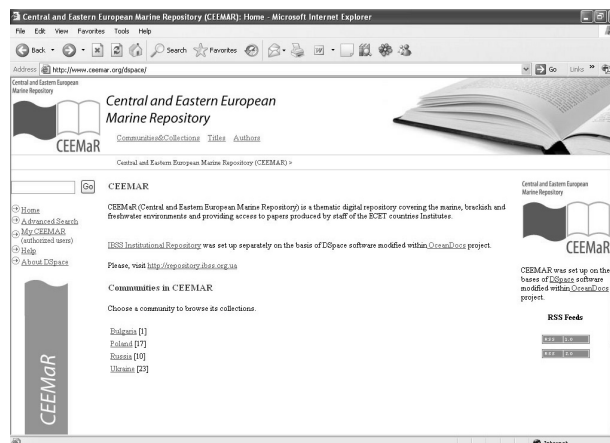 Central and Eastern European Marine Repository (CEEMAR): Home - Microsoft Internet Explorer
File Edit View Favorites Tools Help
Back Search Favorites
Address http://www.ceemar.org/dspace/ Go Links »
Central and Eastern European
Marine Repository
CEEMaR
Central and Eastern European
Marine Repository
Communities&Collections Titles Authors
Central and Eastern European Marine Repository (CEEMAR) >
Go
Home
Advanced Search
My CEEMAR
(authorized users)
Help
About DSpace
CEEMaR
CEEMAR
CEEMaR (Central and Eastern European Marine Repository) is a thematic digital repository covering the marine, brackish and
freshwater environments and providing access to papers produced by staff of the ECET countries Institutes.
IBSS Institutional Repository was set up separately on the basis of DSpace software modified within OceanDocs project.
Please, visit http://repository.ibss.org.ua
Communities in CEEMAR
Choose a community to browse its collections.
Bulgaria [1]
Poland [17]
Russia [10]
Ukraine [23]
Central and Eastern European
Marine Repository
CEEMaR
CEEMAR was set up on the
bases of DSpace software
modified within OceanDocs
project.
RSS Feeds
RSS 1.0
RSS 2.0
Internet